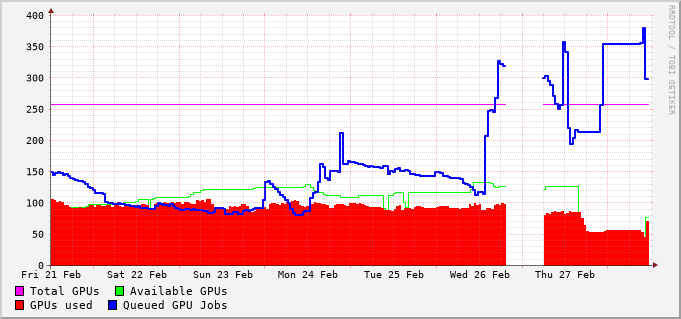 400
350
300
250
200
150
100
50
0
Fri 21 Feb Sat 22 Feb Sun 23 Feb Mon 24 Feb Tue 25 Feb Wed 26 Feb Thu 27 Feb
Total GPUs Available GPUs
GPUs used Queued GPU Jobs
RRDTOOL / TOBI OETIKER